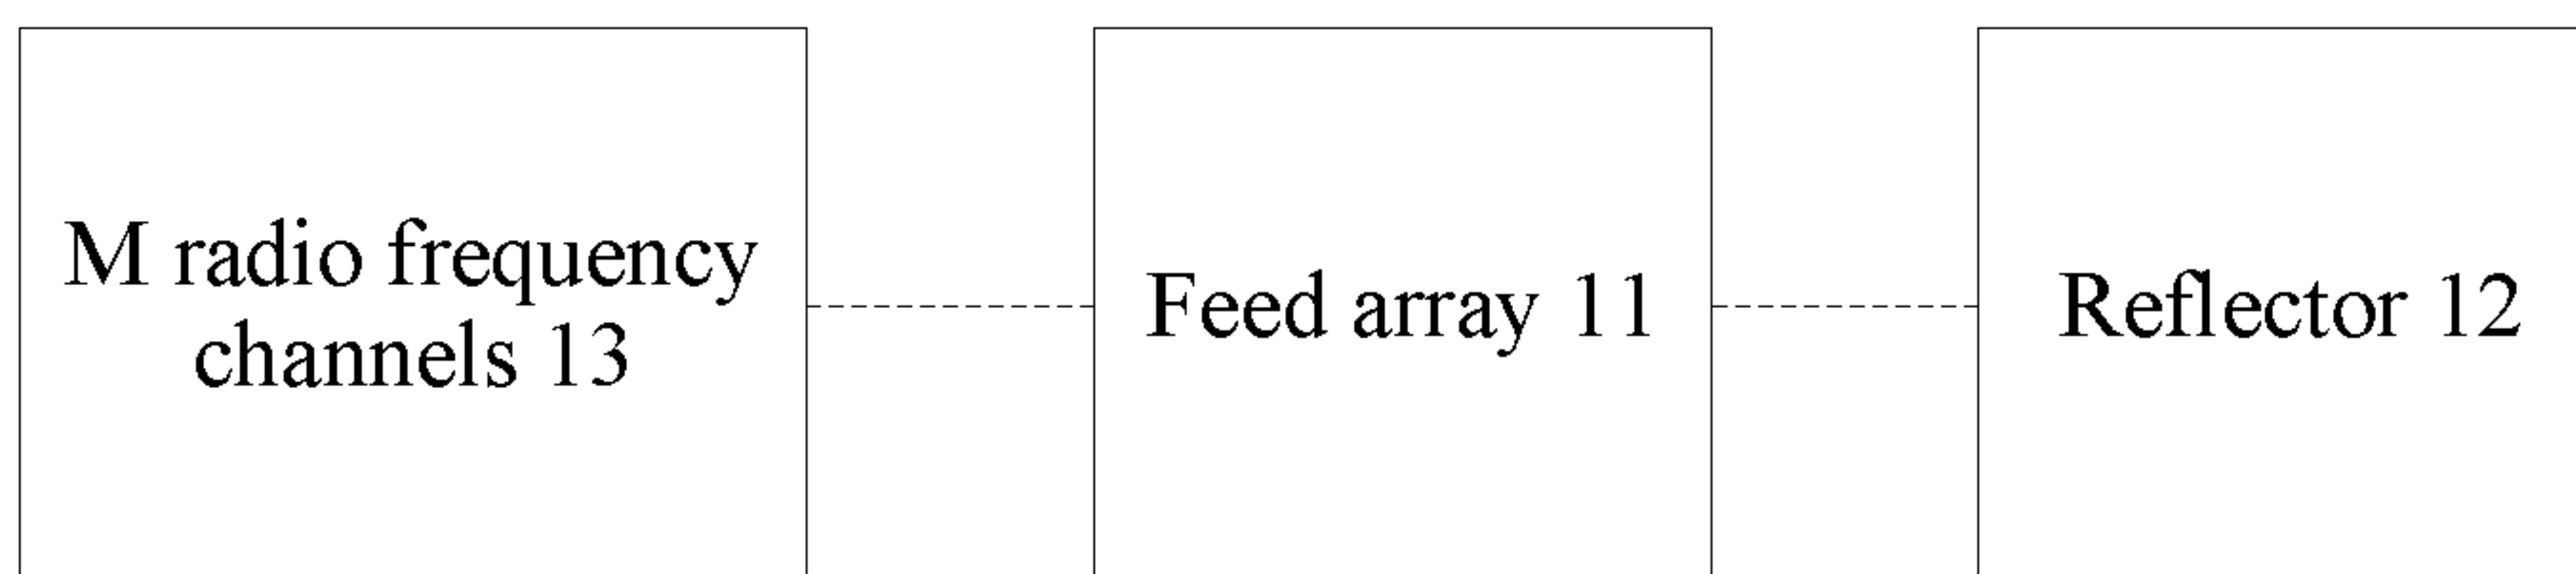 M radio frequency
channels 13
Feed array 11
Reflector 12